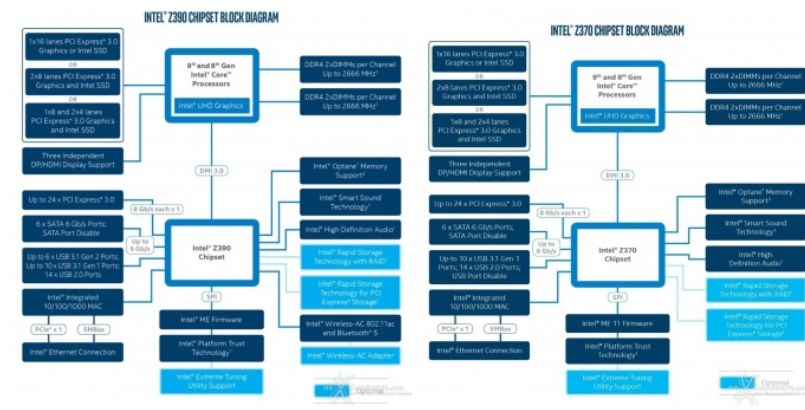 INTEL® Z390 CHIPSET BLOCK DIAGRAM
1x16 lanes PCI Express* 3.0
Graphics or Intel SSD
OR
2x8 lanes PCI Express* 3.0
Graphics and Intel SSD
OR
1x8 and 2x4 lanes
PCI Express* 3.0 Graphics
and Intel SSD
Three Independent
DP/HDMI Display Support
9th and 8th Gen
Intel® Core™
Processors
Intel® UHD Graphics
DDR4 2xDIMMs per Channel
Up to 2666 MHz¹
DDR4 2xDIMMs per Channel
Up to 2666 MHz¹
DMI 3.0
Up to 24 x PCI Express* 3.0
8 Gb/s each x 1
6 x SATA 6 Gb/s Ports;
SATA Port Disable
Up to
6 Gb/s
Up to 6 x USB 3.1 Gen 2 Ports;
Up to 10 x USB 3.1 Gen 1 Ports;
14 x USB 2.0 Ports
Intel® Integrated
10/100/1000 MAC
PCIe* x 1
SMBus
Intel® Ethernet Connection
Intel® Z390
Chipset
SPI
Intel® ME Firmware
Intel® Platform Trust
Technology¹
Intel® Extreme Tuning
Utility Support
Intel® Optane™ Memory
Support¹
Intel® Smart Sound
Technology¹
Intel® High Definition Audio¹
Intel® Rapid Storage
Technology with RAID¹
Intel® Rapid Storage
Technology for PCI
Express* Storage¹
Intel® Wireless-AC 802.11ac
and Bluetooth* 5
Intel® Wireless-AC Adapter
Optional
INTEL® Z370 CHIPSET BLOCK DIAGRAM
1x16 lanes PCI Express* 3.0
Graphics or Intel SSD
OR
2x8 lanes PCI Express* 3.0
Graphics and Intel SSD
OR
1x8 and 2x4 lanes
PCI Express* 3.0 Graphics
and Intel SSD
Three Independent
DP/HDMI Display Support
9th and 8th Gen
Intel® Core™
Processors
Intel® UHD Graphics
DDR4 2xDIMMs per Channel
Up to 2666 MHz¹
DDR4 2xDIMMs per Channel
Up to 2666 MHz¹
DMI 3.0
Up to 24 x PCI Express* 3.0
8 Gb/s each x 1
6 x SATA 6 Gb/s Ports;
SATA Port Disable
Up to
6 Gb/s
Up to 10 x USB 3.1 Gen 1
Ports; 14 x USB 2.0 Ports;
USB Port Disable
Intel® Integrated
10/100/1000 MAC
PCIe* x 1
SMBus
Intel® Ethernet Connection
Intel® Z370
Chipset
SPI
Intel® ME 11 Firmware
Intel® Platform Trust
Technology¹
Intel® Extreme Tuning
Utility Support
Intel® Optane™ Memory
Support¹
Intel® Smart Sound
Technology¹
Intel® High
Definition Audio¹
Intel® Rapid Storage
Technology with RAID¹
Intel® Rapid Storage
Technology for PCI
Express* Storage¹
Optional